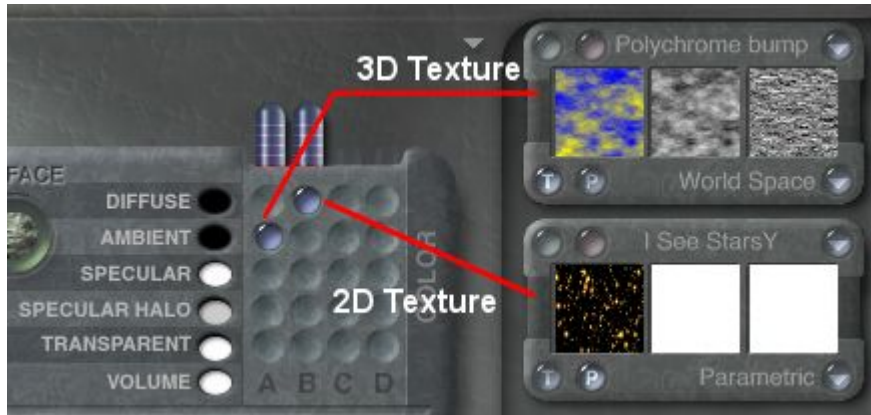 Polychrome bump
3D Texture
T P World Space
FACE
DIFFUSE
AMBIENT
I See StarsY
SPECULAR
COLOR
2D Texture
SPECULAR HALO
TRANSPARENT
VOLUME A B C D
T P Parametric